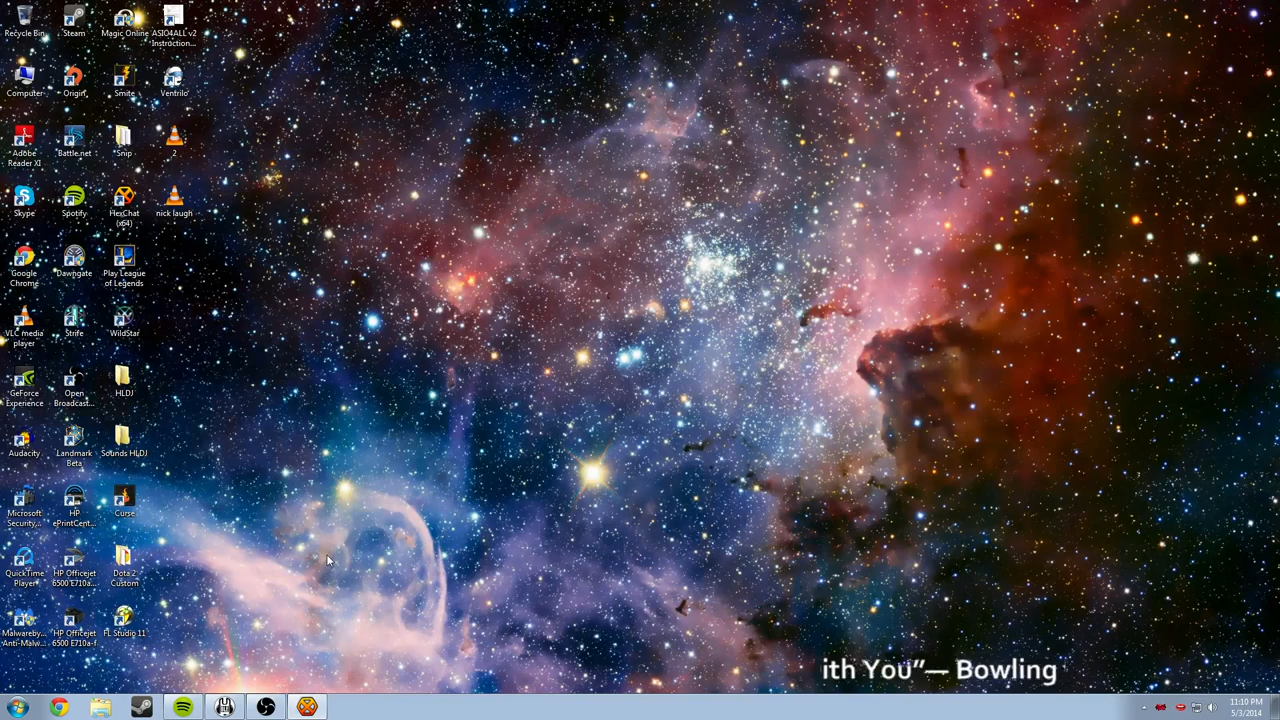 Recycle Bin
Steam
Magic Online
ASIO4ALL v2
Instruction...
Computer
Origin
Smite
Ventrilo
Adobe
Reader XI
Battle.net
Snip
2
Skype
Spotify
HexChat
(x64)
nick laugh
Google
Chrome
Dawngate
Play League
of Legends
VLC media
player
Strife
WildStar
GeForce
Experience
Open
Broadcast...
HLDJ
Audacity
Landmark
Beta
Sounds HLDJ
Microsoft
Security...
HP
ePrintCent...
Curse
QuickTime
Player
HP Officejet
6500 E710a...
Dota 2
Custom
Malwareby...
Anti-Malw...
HP Officejet
6500 E710a-f
FL Studio 11
ith You”— Bowling
11:10 PM
5/3/2014